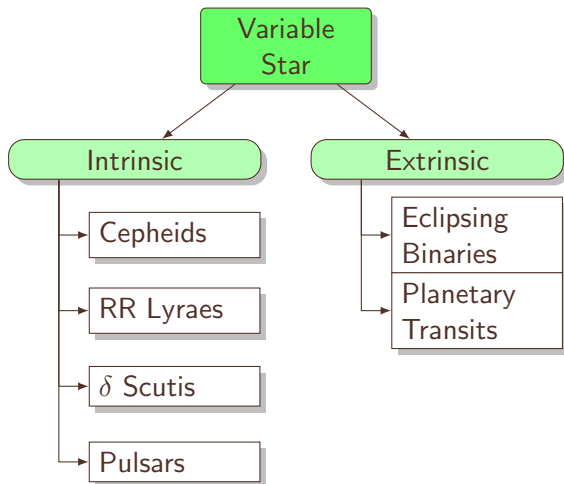 Variable
Star
Intrinsic
Extrinsic
Cepheids
RR Lyraes
δ Scutis
Pulsars
Eclipsing
Binaries
Planetary
Transits